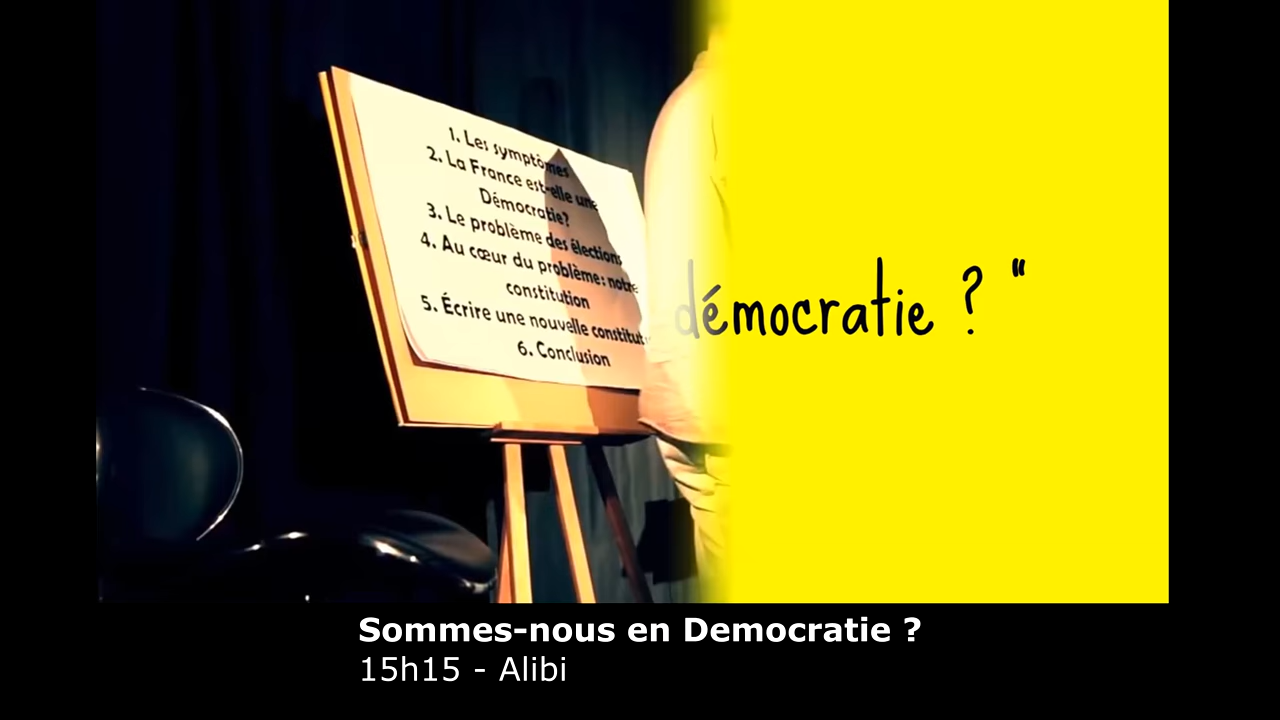 1. Les symptômes
2. La France est-elle une
Démocratie?
3. Le problème des élections
4. Au cœur du problème: notre
constitution
5. Écrire une nouvelle constitut
6. Conclusion
démocratie ? "
Sommes-nous en Democratie ?
15h15 - Alibi